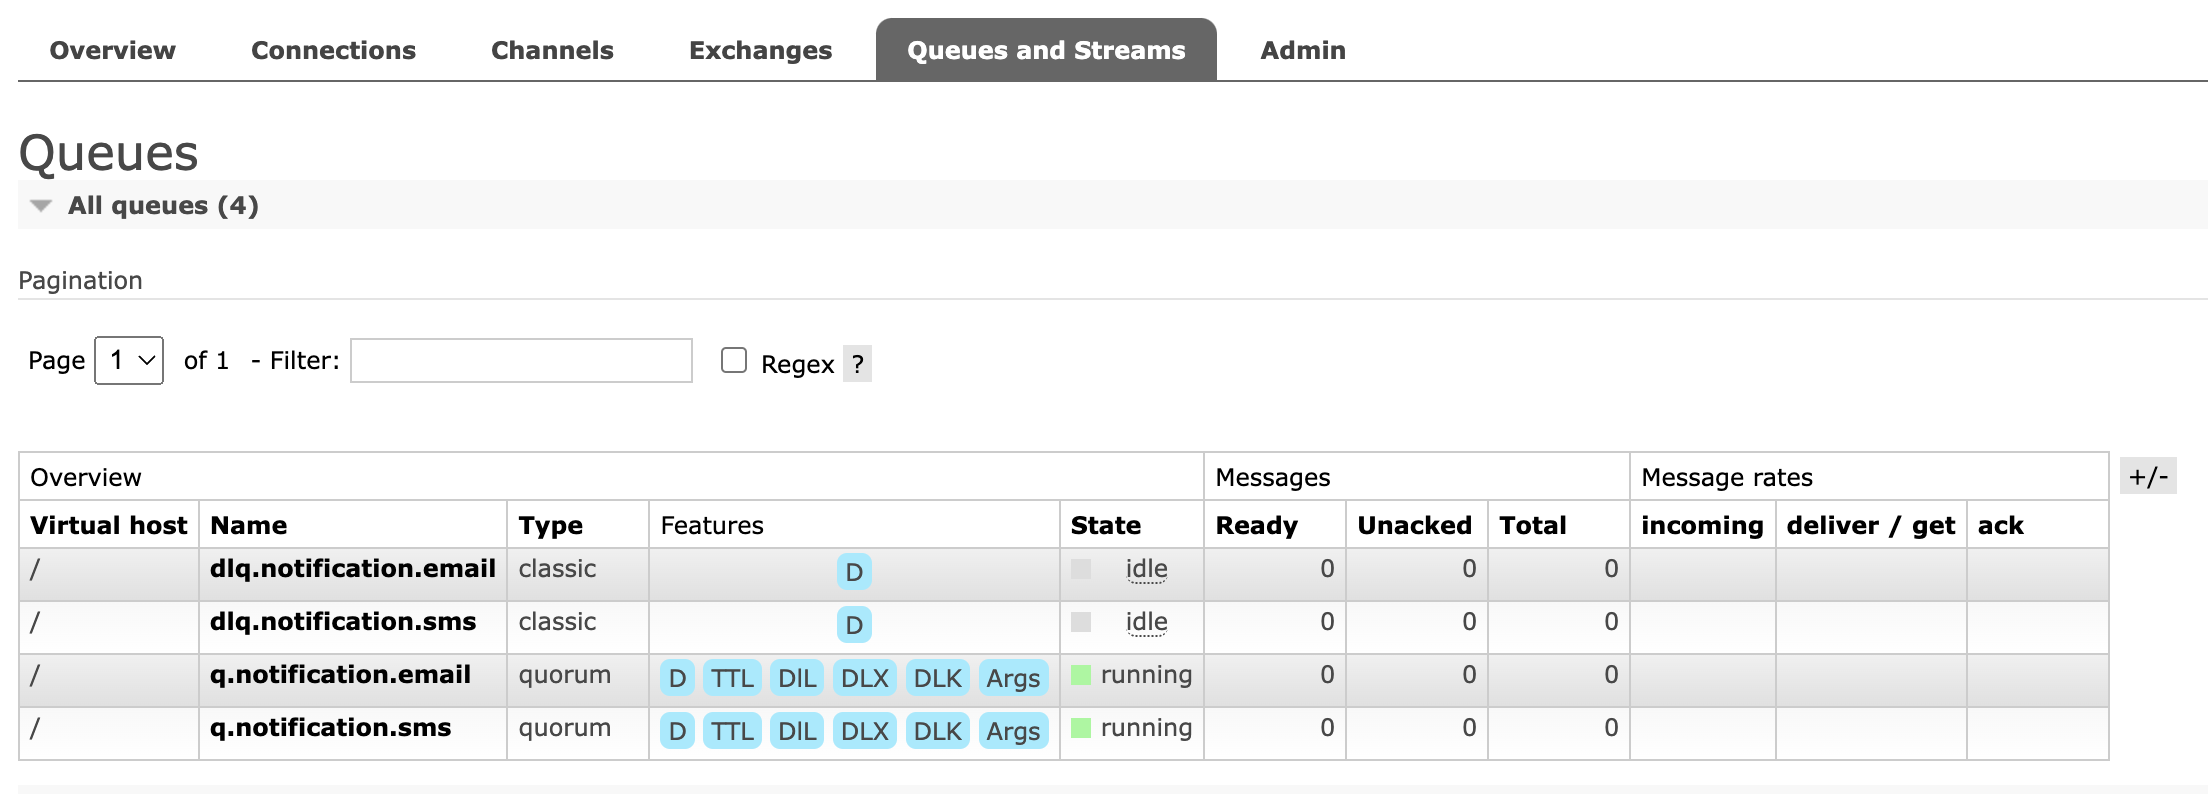 Overview Connections Channels Exchanges Queues and Streams Admin
Queues
All queues (4)
Pagination
Page 1 of 1 - Filter: Regex ?
Overview Messages Message rates +/-
Virtual host Name Type Features State Ready Unacked Total incoming deliver / get ack
/ dlq.notification.email classic D idle 0 0 0
/ dlq.notification.sms classic D idle 0 0 0
/ q.notification.email quorum D TTL DlL DLX DLK Args running 0 0 0
/ q.notification.sms quorum D TTL DlL DLX DLK Args running 0 0 0